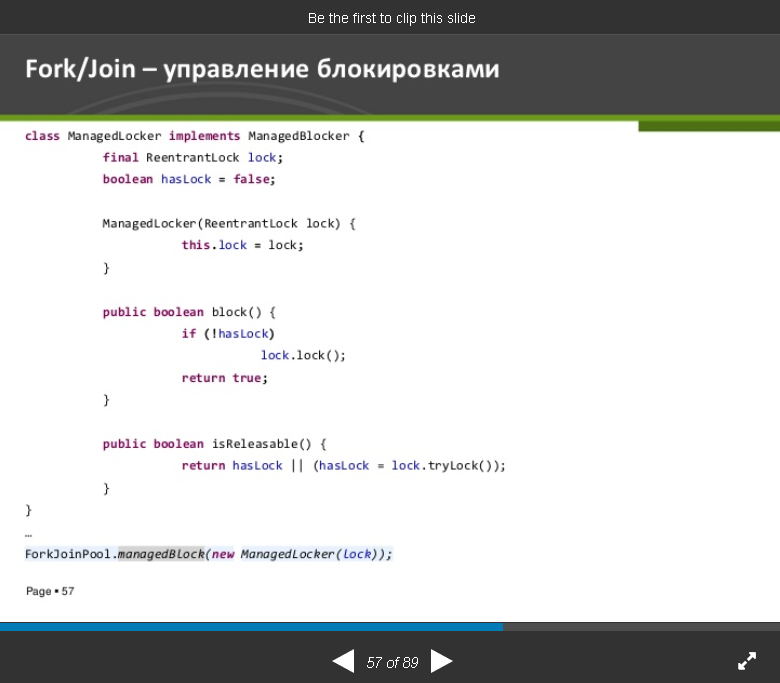 Be the first to clip this slide
Fork/Join – управление блокировками
class ManagedLocker implements ManagedBlocker {
final ReentrantLock lock;
boolean hasLock = false;
ManagedLocker(ReentrantLock lock) {
this.lock = lock;
}
public boolean block() {
if (!hasLock)
lock.lock();
return true;
}
public boolean isReleasable() {
return hasLock || (hasLock = lock.tryLock());
}
}
…
ForkJoinPool.managedBlock(new ManagedLocker(lock));
Page ▪ 57
57 of 89